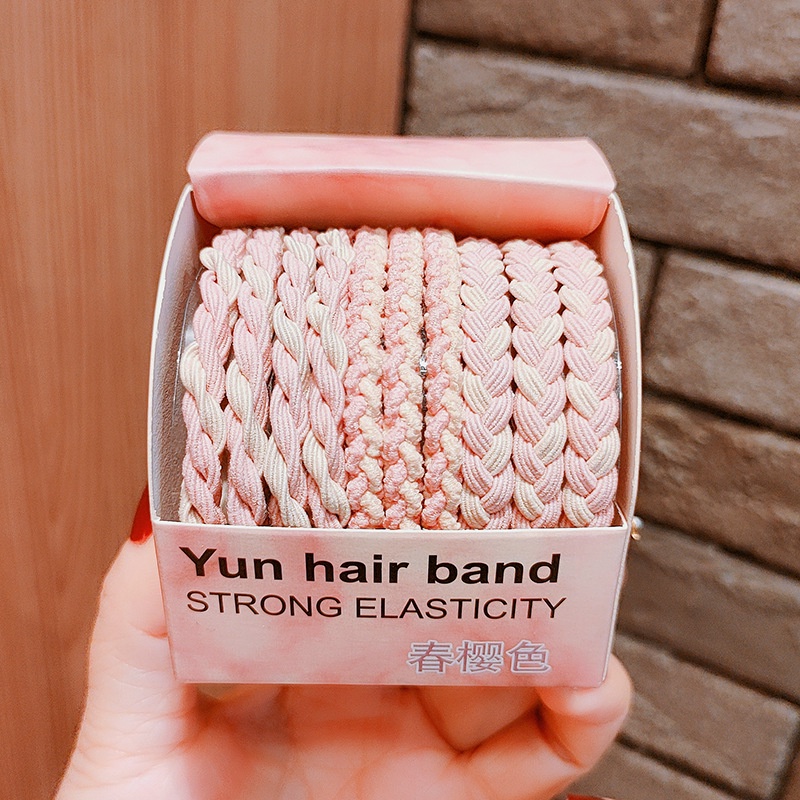 Yun hair band
STRONG ELASTICITY
春樱色